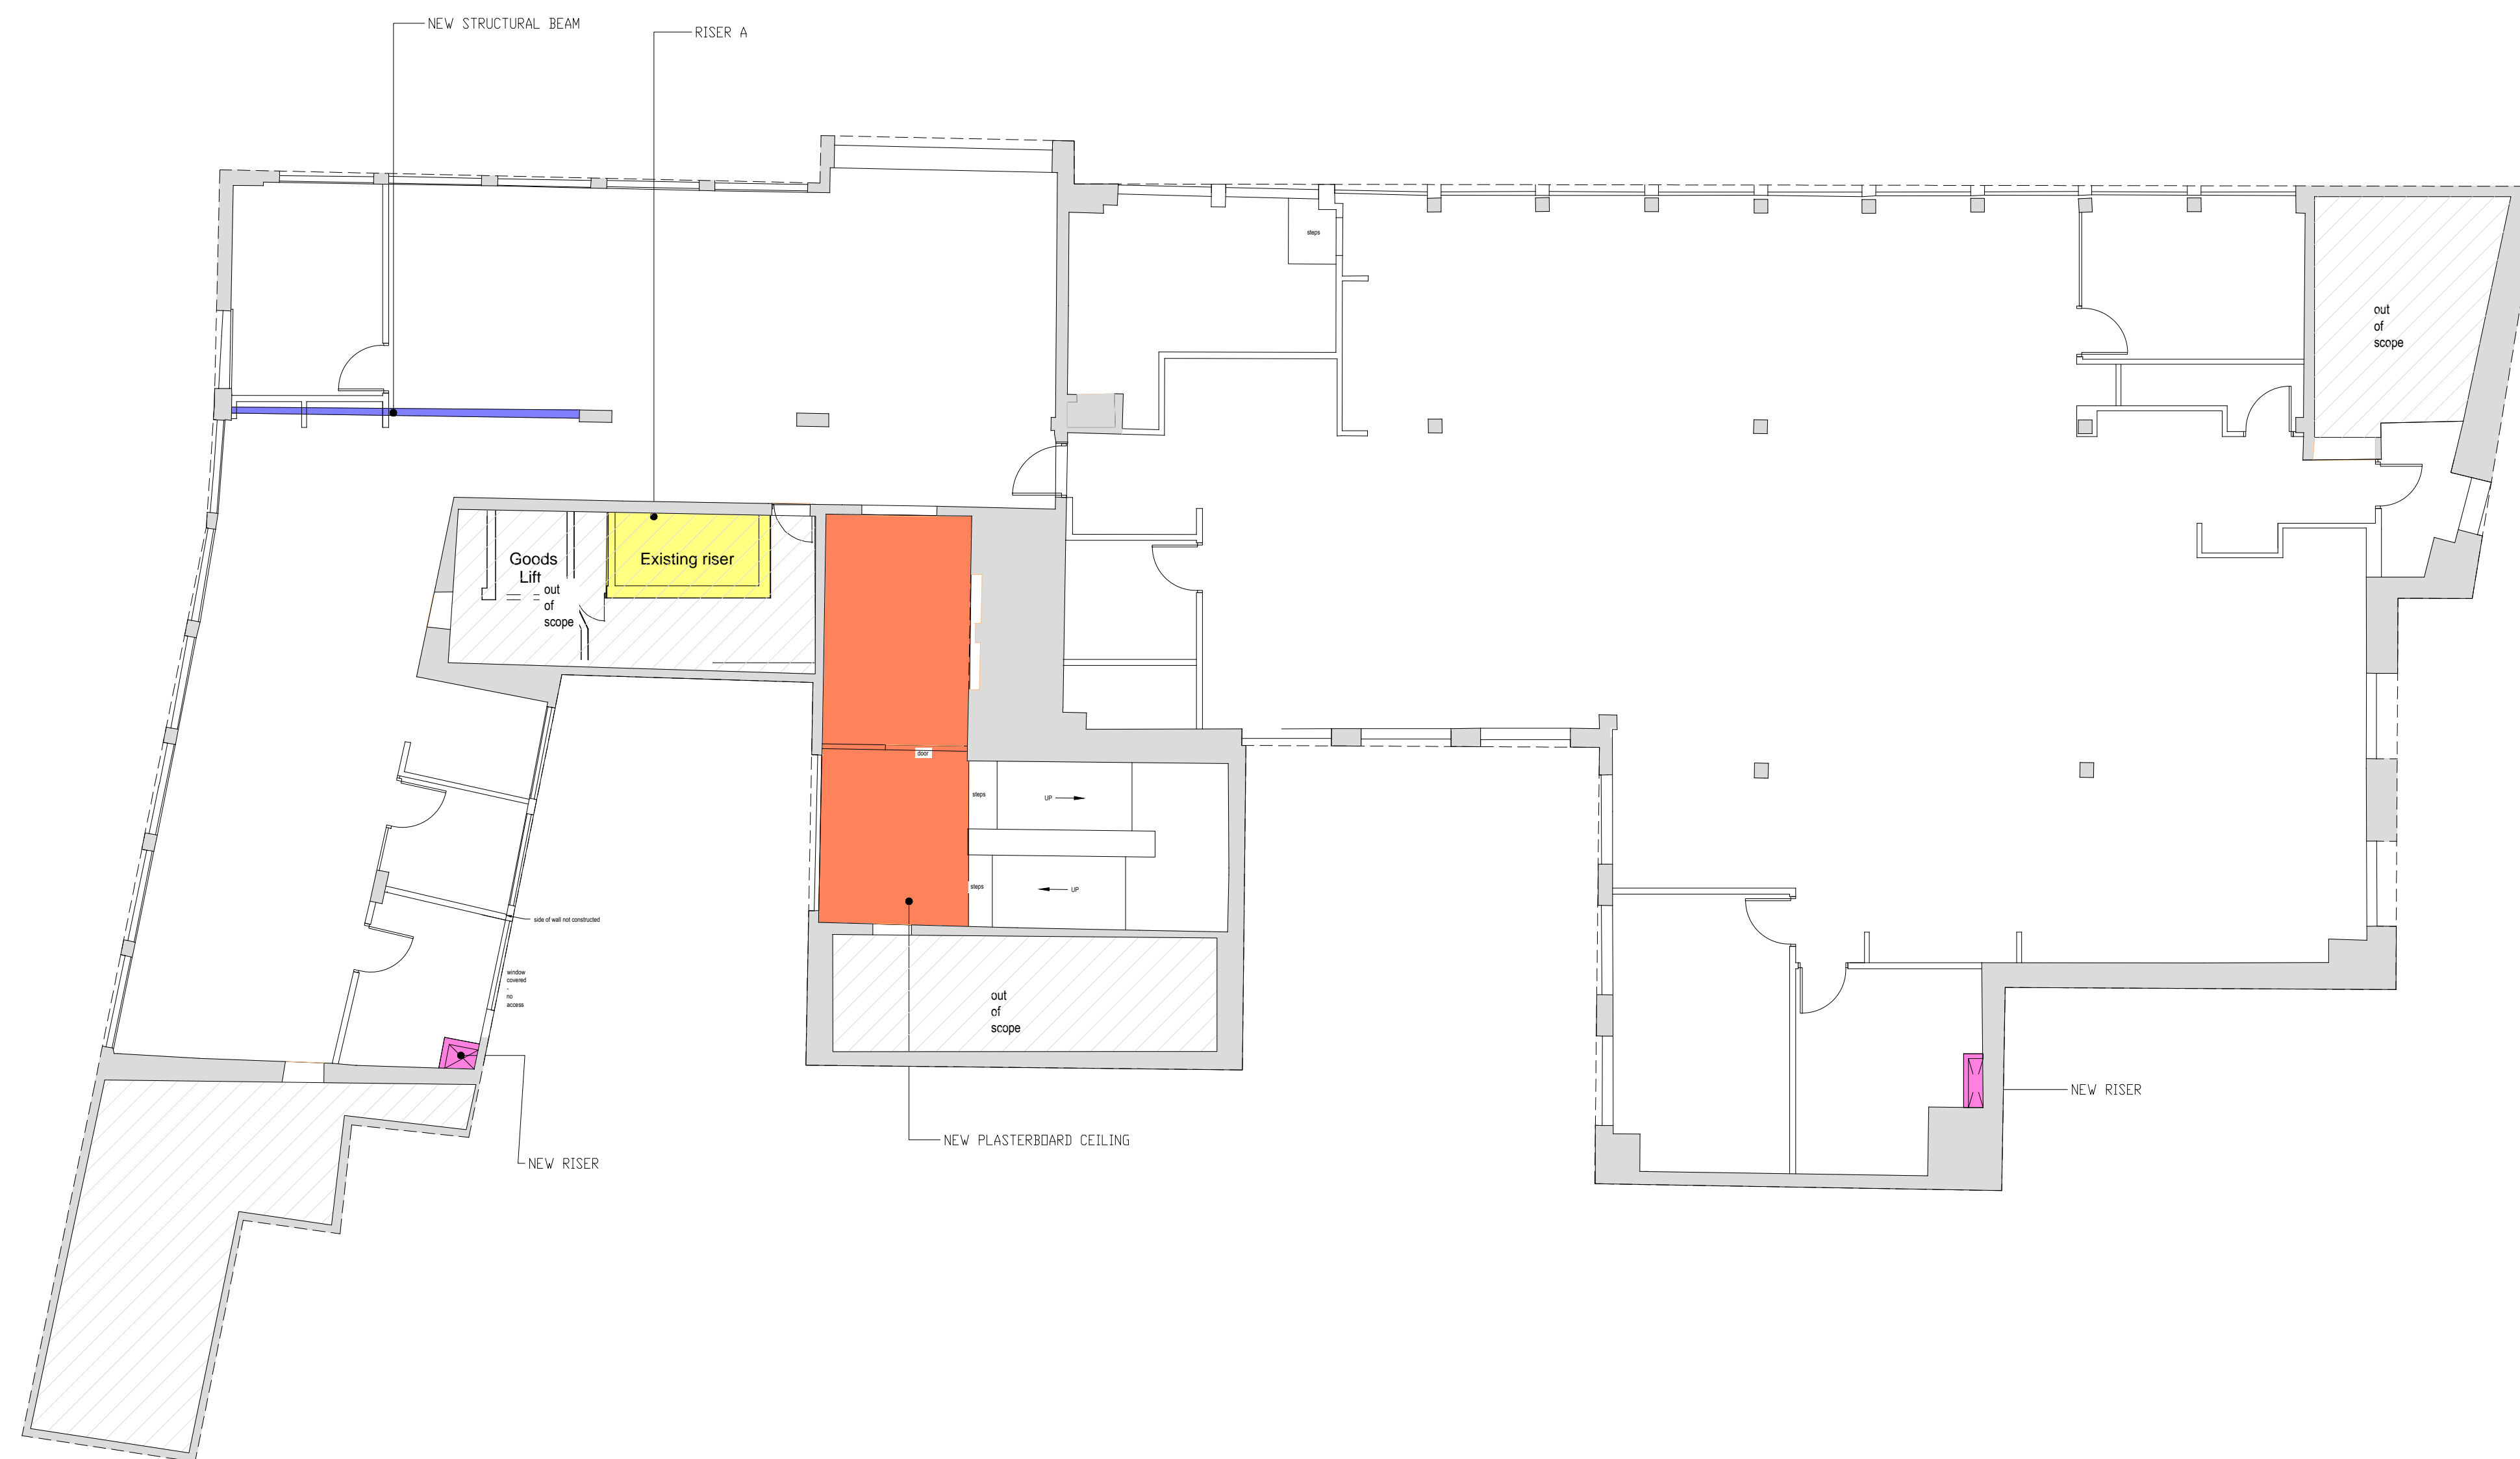 NEW STRUCTURAL BEAM
RISER A
steps
out
of
scope
Goods
Lift
Existing riser
out
of
scope
door
steps
UP
steps
UP
side of wall not constructed
window
covered
-
no
access
out
of
scope
NEW RISER
NEW PLASTERBOARD CEILING
NEW RISER